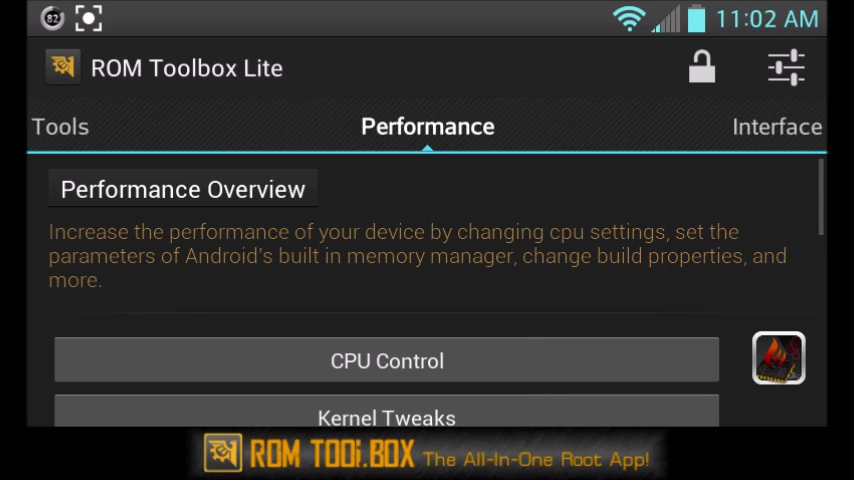 82
11:02 AM
ROM Toolbox Lite
Tools
Performance
Interface
Performance Overview
Increase the performance of your device by changing cpu settings, set the
parameters of Android's built in memory manager, change build properties, and
more.
CPU Control
Kernel Tweaks
ROM TOOLBOX The All-In-One Root App!